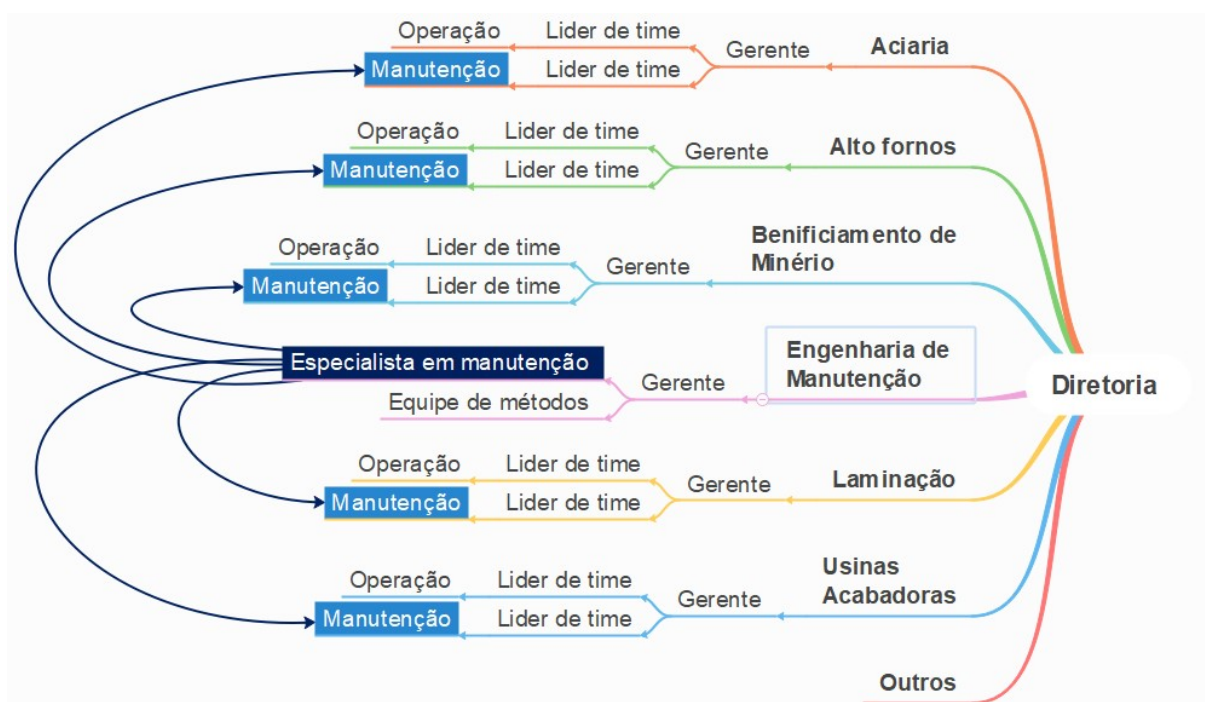 Operação
Lider de time
Gerente
Aciaria
Manutenção
Lider de time
Operação
Lider de time
Gerente
Alto fornos
Manutenção
Lider de time
Operação
Lider de time
Gerente
Benificiamento de
Minério
Manutenção
Lider de time
Especialista em manutenção
Gerente
Engenharia de
Manutenção
Diretoria
Equipe de métodos
Operação
Lider de time
Gerente
Laminação
Manutenção
Lider de time
Operação
Lider de time
Gerente
Usinas
Acabadoras
Manutenção
Lider de time
Outros